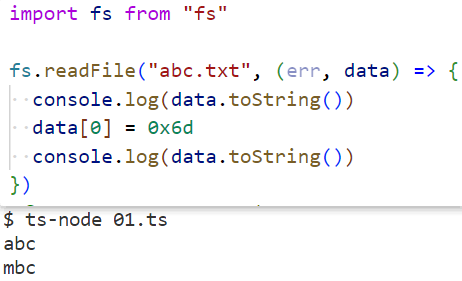 import fs from "fs"
fs.readFile("abc.txt", (err, data) => {
console.log(data.toString())
data[0] = 0x6d
console.log(data.toString())
})
$ ts-node 01.ts
abc
mbc